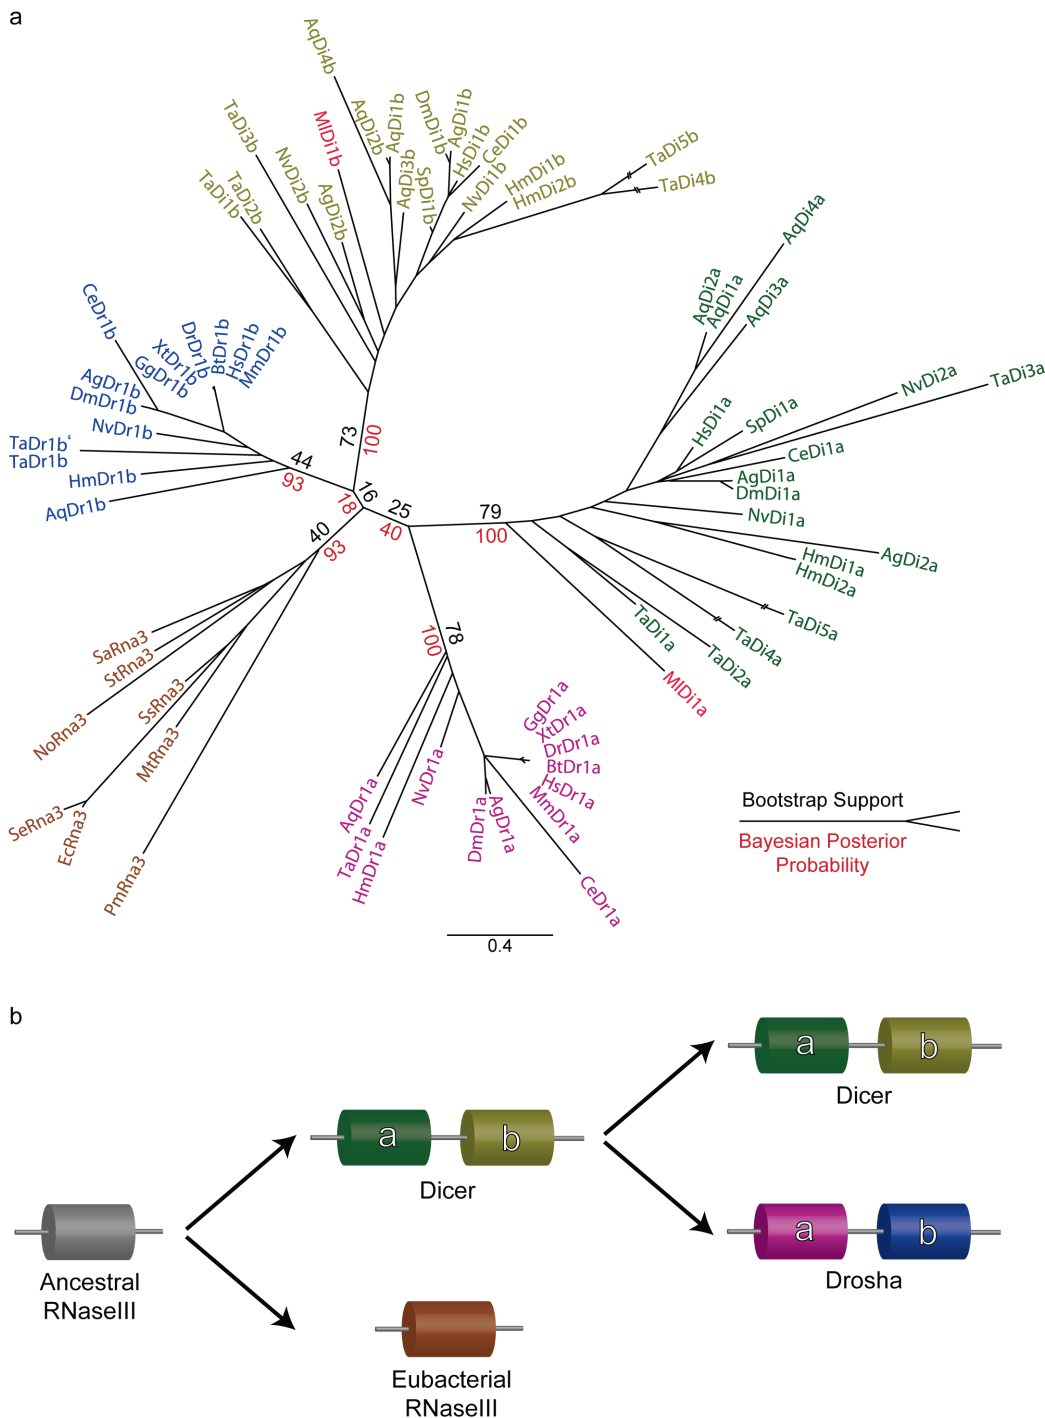 a
AqDi4b
TaDi3b
MlDi1b
AqDi2b
AqDi1b
DmDi1b
AgDi1b
HsDi1b
CeDi1b
TaDi5b
TaDi4b
TaDi1b
TaDi2b
NvDi2b
AgDi2b
AqDi3b
SpDi1b
NvDi1b
HmDi1b
HmDi2b
AqDi4a
AqDi2a
AqDi1a
AqDi3a
CeDr1b
GgDr1b
XtDr1b
DrDr1b
BtDr1b
HsDr1b
MmDr1b
AgDr1b
DmDr1b
NvDr1b
TaDr1b‘
TaDr1b
HmDr1b
AqDr1b
NvDi2a
TaDi3a
HsDi1a
SpDi1a
CeDi1a
AgDi1a
DmDi1a
NvDi1a
AgDi2a
HmDi1a
HmDi2a
TaDi5a
TaDi4a
TaDi1a
TaDi2a
MlDi1a
73
100
44
93
16
18
25
40
79
100
40
93
78
100
SaRna3
StRna3
NoRna3
SsRna3
MtRna3
SeRna3
EcRna3
PmRna3
GgDr1a
XtDr1a
DrDr1a
BtDr1a
HsDr1a
MmDr1a
NvDr1a
AqDr1a
TaDr1a
HmDr1a
DmDr1a
AgDr1a
CeDr1a
Bootstrap Support
Bayesian Posterior
Probability
0.4
b
a b
Dicer
a b
Dicer
a b
Drosha
Ancestral
RNaseIII
Eubacterial
RNaseIII